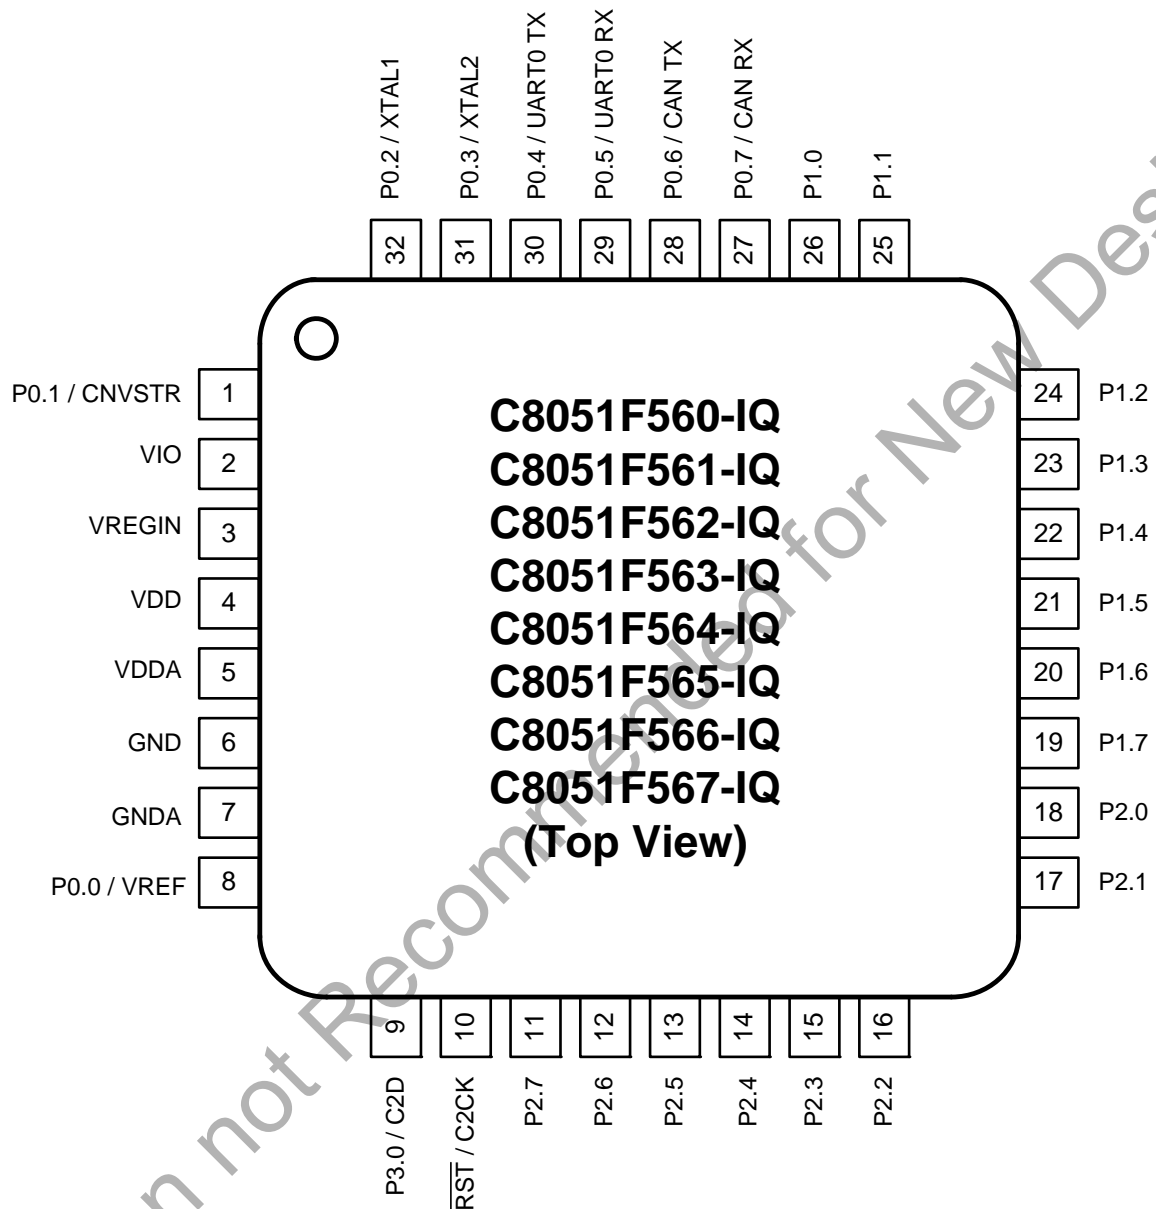 P0.2 / XTAL1
P0.3 / XTAL2
P0.4 / UART0 TX
P0.5 / UART0 RX
P0.6 / CAN TX
P0.7 / CAN RX
P1.0
P1.1
32
31
30
29
28
27
26
25
P0.1 / CNVSTR
1
VIO
2
VREGIN
3
VDD
4
VDDA
5
GND
6
GNDA
7
P0.0 / VREF
8
C8051F560-IQ
C8051F561-IQ
C8051F562-IQ
C8051F563-IQ
C8051F564-IQ
C8051F565-IQ
C8051F566-IQ
C8051F567-IQ
(Top View)
24
P1.2
23
P1.3
22
P1.4
21
P1.5
20
P1.6
19
P1.7
18
P2.0
17
P2.1
9
10
11
12
13
14
15
16
P3.0 / C2D
RST / C2CK
P2.7
P2.6
P2.5
P2.4
P2.3
P2.2
n not Recommended for New Des